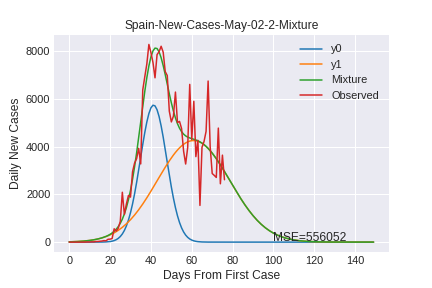 Spain-New-Cases-May-02-2-Mixture
y0
y1
Mixture
Observed
8000
6000
4000
2000
0
Daily New Cases
MSE=556052
0 20 40 60 80 100 120 140
Days From First Case